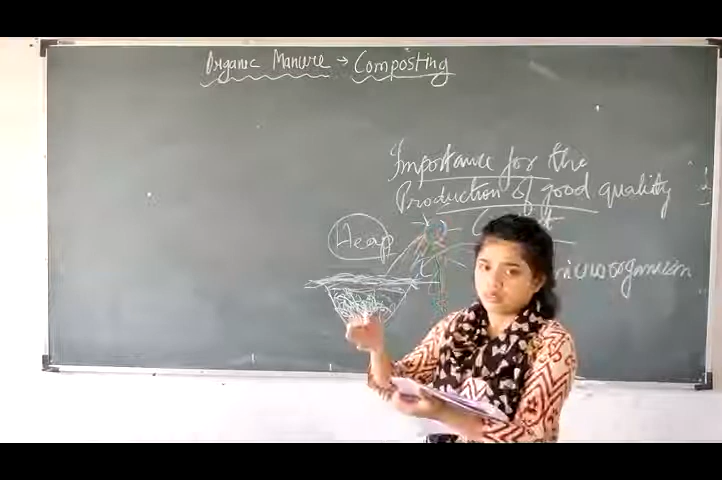 Organic Manure → Composting
Importance for the
Production of good quality
Heap
microorganism